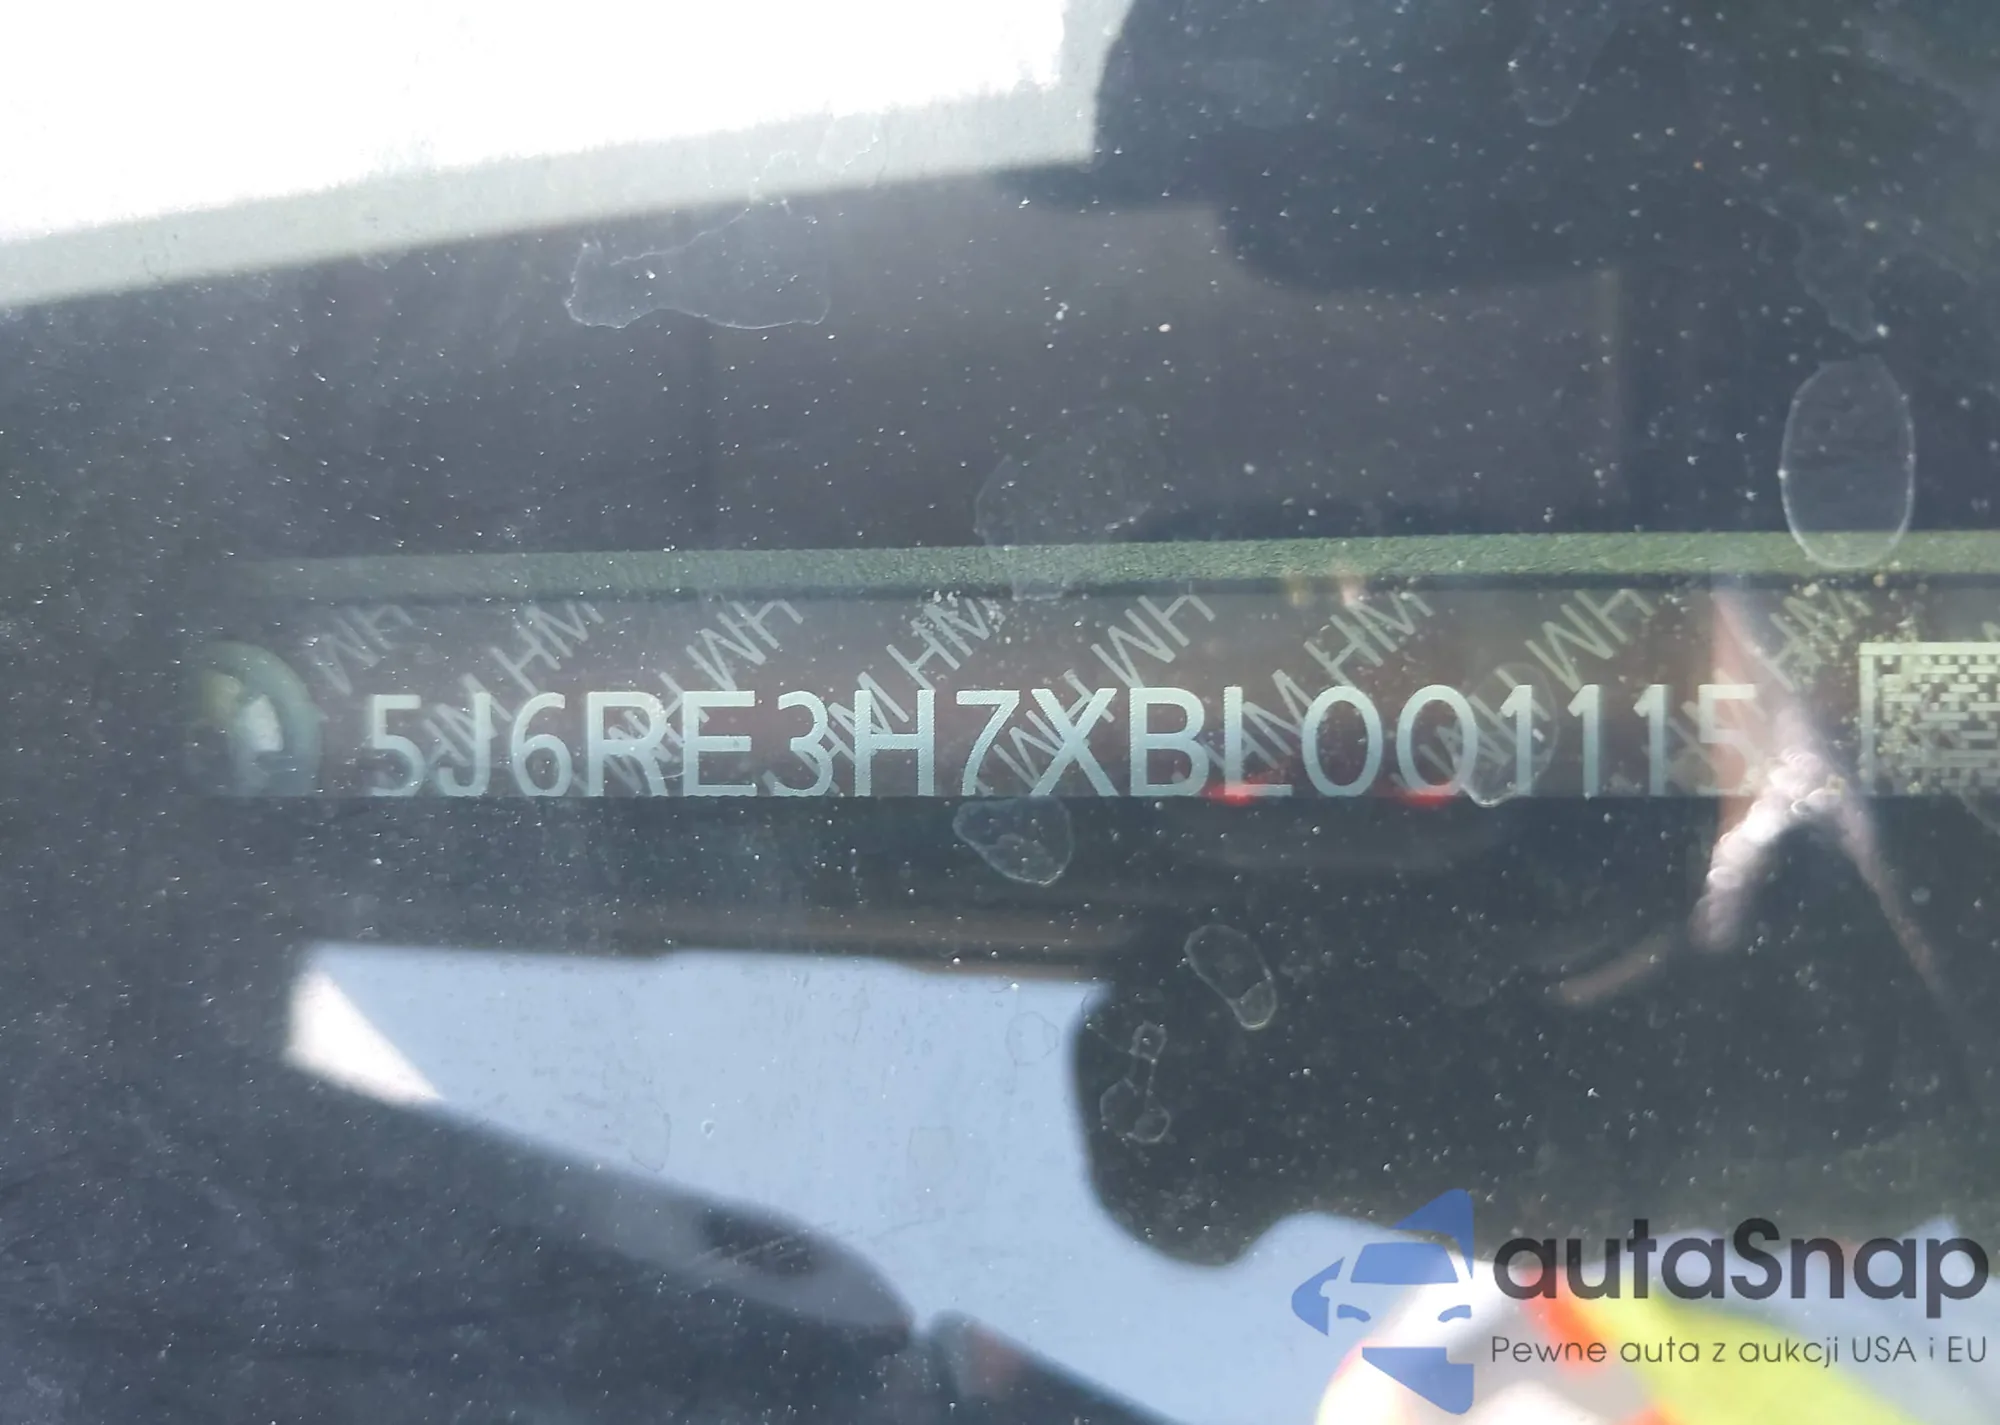 5J6RE3H7XBL001115
autaSnap
Pewne auta z aukcji USA i EU